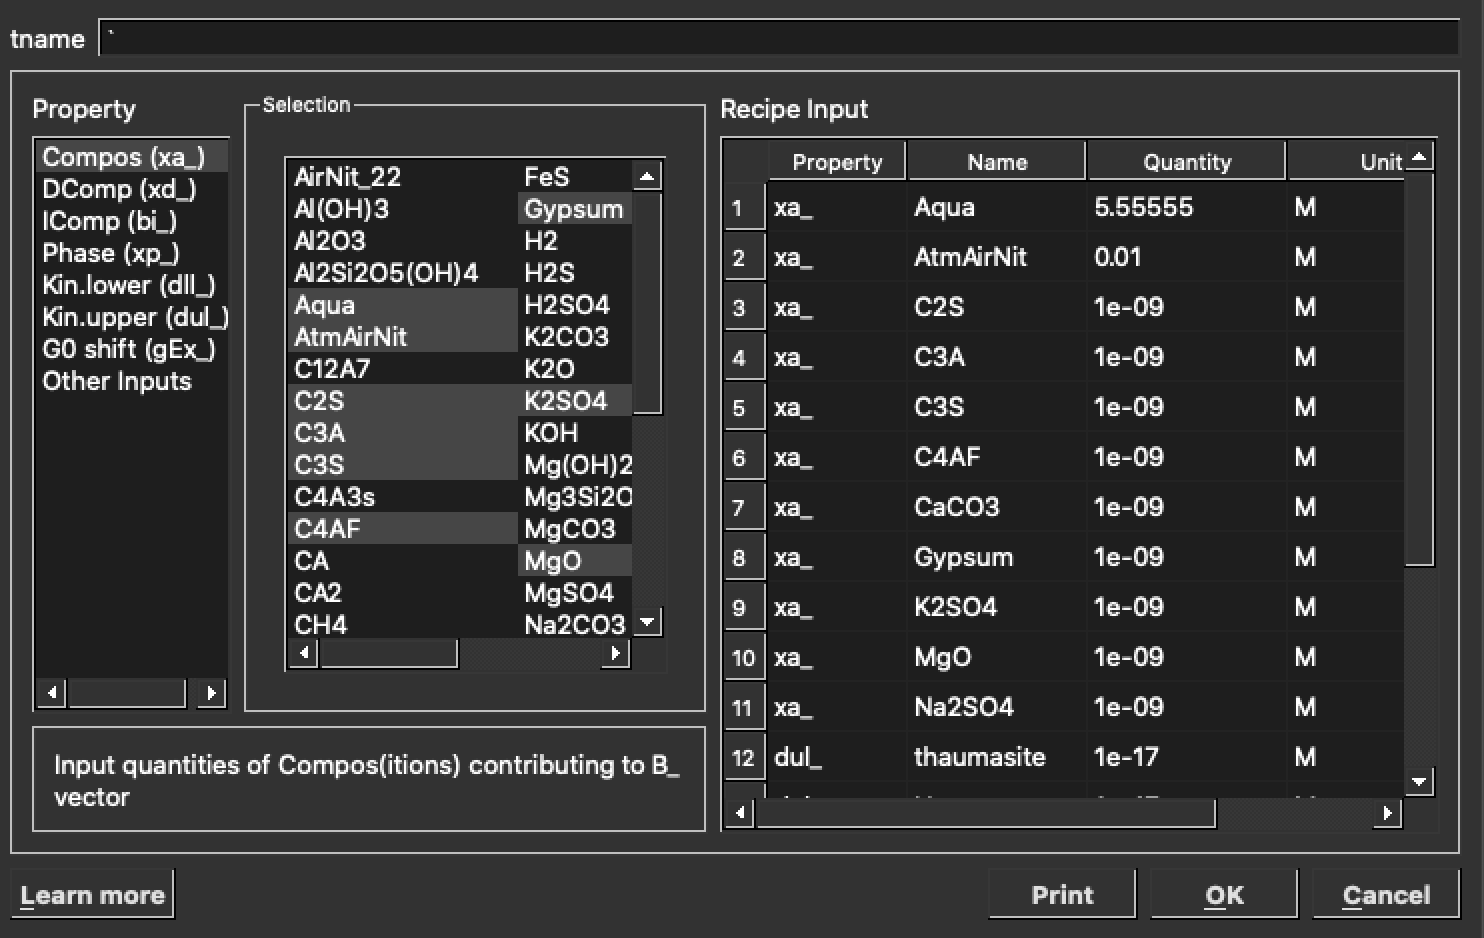 tname `
Property
Compos (xa_)
DComp (xd_)
IComp (bi_)
Phase (xp_)
Kin.lower (dll_)
Kin.upper (dul_)
G0 shift (gEx_)
Other Inputs
Selection
AirNit_22 FeS
Al(OH)3 Gypsum
Al2O3 H2
Al2Si2O5(OH)4 H2S
Aqua H2SO4
AtmAirNit K2CO3
C12A7 K2O
C2S K2SO4
C3A KOH
C3S Mg(OH)2
C4A3s Mg3Si2O
C4AF MgCO3
CA MgO
CA2 MgSO4
CH4 Na2CO3
Input quantities of Compos(itions) contributing to B_
vector
Recipe Input
Property Name Quantity Unit
1 xa_ Aqua 5.55555 M
2 xa_ AtmAirNit 0.01 M
3 xa_ C2S 1e-09 M
4 xa_ C3A 1e-09 M
5 xa_ C3S 1e-09 M
6 xa_ C4AF 1e-09 M
7 xa_ CaCO3 1e-09 M
8 xa_ Gypsum 1e-09 M
9 xa_ K2SO4 1e-09 M
10 xa_ MgO 1e-09 M
11 xa_ Na2SO4 1e-09 M
12 dul_ thaumasite 1e-17 M
Learn more Print OK Cancel